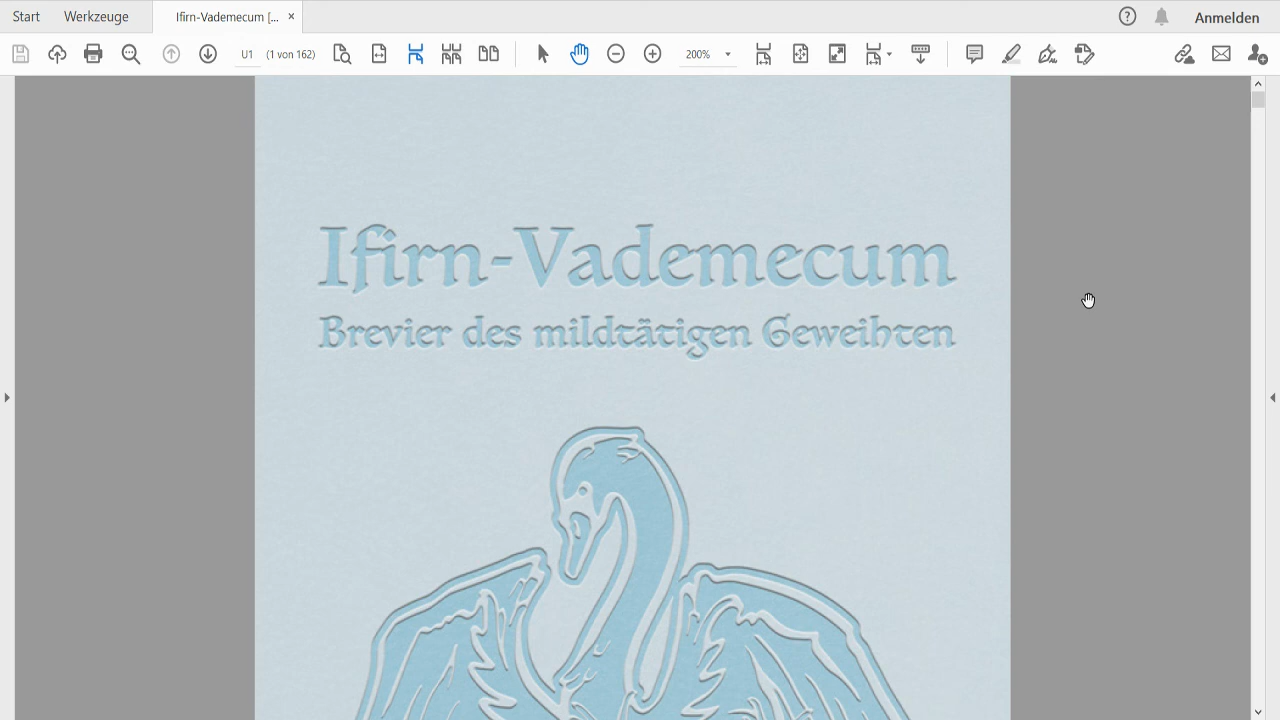 Start Werkzeuge Ifirn-Vademecum [... × Anmelden
U1 (1 von 162) 200%
Ifirn-Vademecum
Brevier des mildtätigen Geweihten